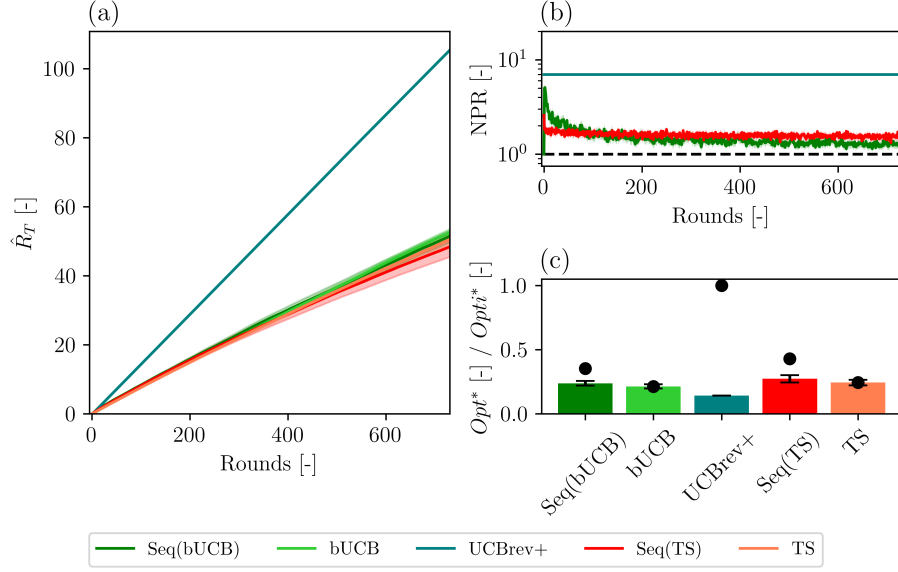 (a)
100
80
60
40
20
0
R̂_T [-]
0 200 400 600
Rounds [-]
(b)
10^1
10^0
NPR [-]
0 200 400 600
Rounds [-]
(c)
1.0
0.5
0.0
Opt* [-] / Opti* [-]
Seq(bUCB)
bUCB
UCBrev+
Seq(TS)
TS
Seq(bUCB) bUCB UCBrev+ Seq(TS) TS